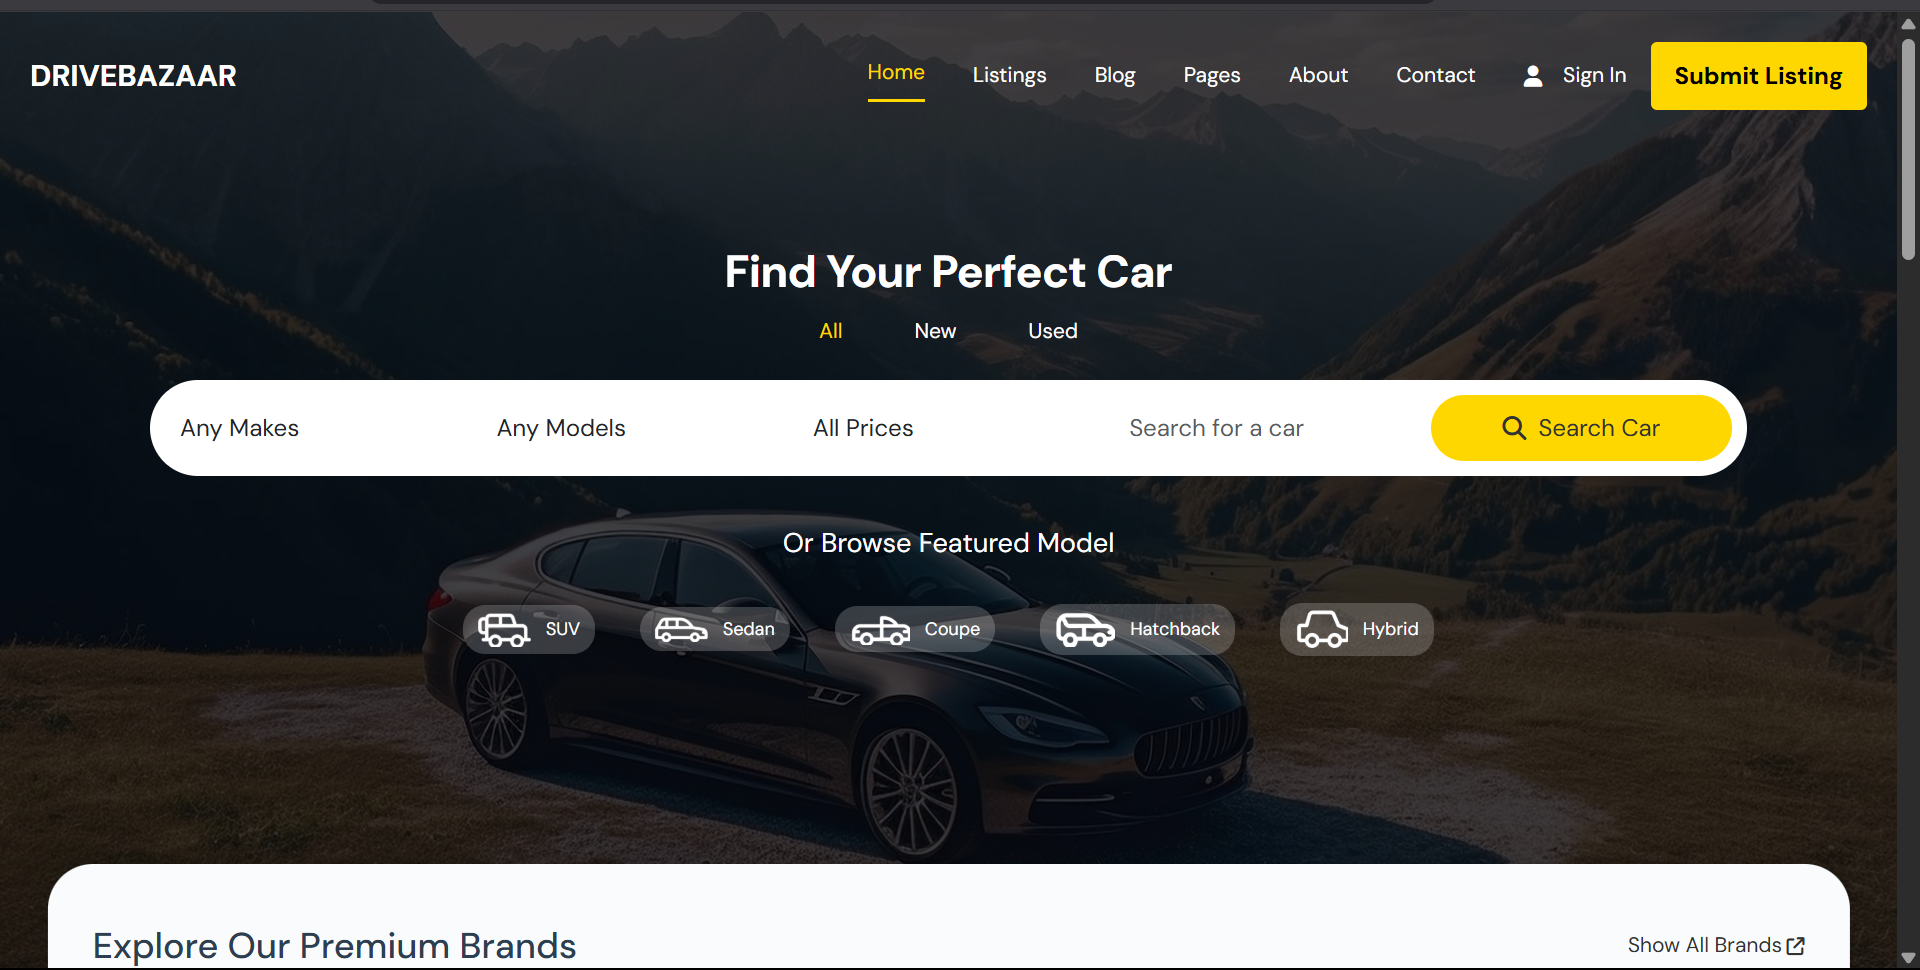 DRIVEBAZAAR
Home Listings Blog Pages About Contact Sign In Submit Listing
Find Your Perfect Car
All New Used
Any Makes Any Models All Prices Search for a car Search Car
Or Browse Featured Model
SUV Sedan Coupe Hatchback Hybrid
Explore Our Premium Brands Show All Brands